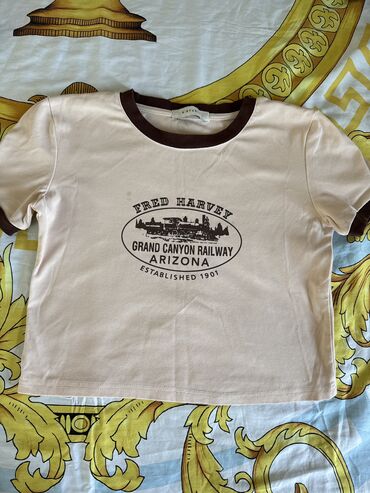 FRED HARVEY
GRAND CANYON RAILWAY
ARIZONA
ESTABLISHED 1901